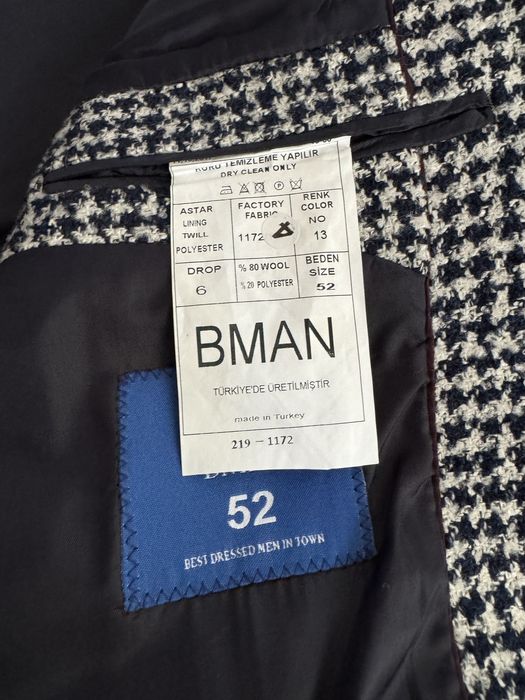 KURU TEMİZLEME YAPILIR
DRY CLEAN ONLY
ASTAR
LINING
TWILL
POLYESTER
FACTORY
FABRIC
1172
RENK
COLOR
NO
13
DROP
6
% 80 WOOL
% 20 POLYESTER
BEDEN
SIZE
52
BMAN
TÜRKİYE'DE ÜRETİLMİŞTİR
made in Turkey
219 - 1172
52
BEST DRESSED MEN IN TOWN